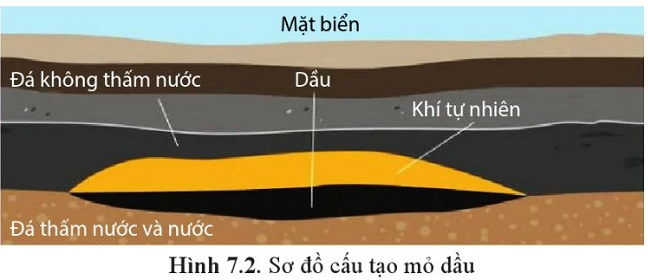 Mặt biển
Đá không thấm nước
Dầu
Khí tự nhiên
Đá thấm nước và nước
Hình 7.2. Sơ đồ cấu tạo mỏ dầu